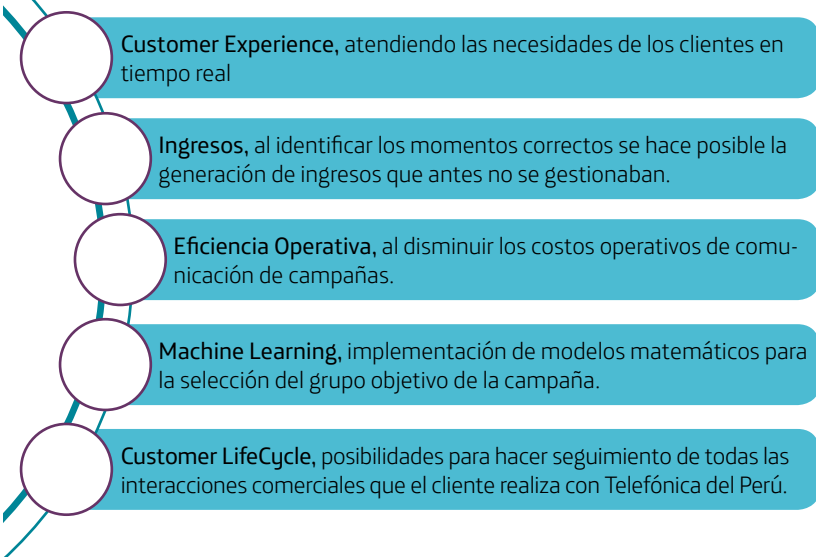 Customer Experience, atendiendo las necesidades de los clientes en
tiempo real
Ingresos, al identificar los momentos correctos se hace posible la
generación de ingresos que antes no se gestionaban.
Eficiencia Operativa, al disminuir los costos operativos de comu-
nicación de campañas.
Machine Learning, implementación de modelos matemáticos para
la selección del grupo objetivo de la campaña.
Customer LifeCycle, posibilidades para hacer seguimiento de todas las
interacciones comerciales que el cliente realiza con Telefónica del Perú.